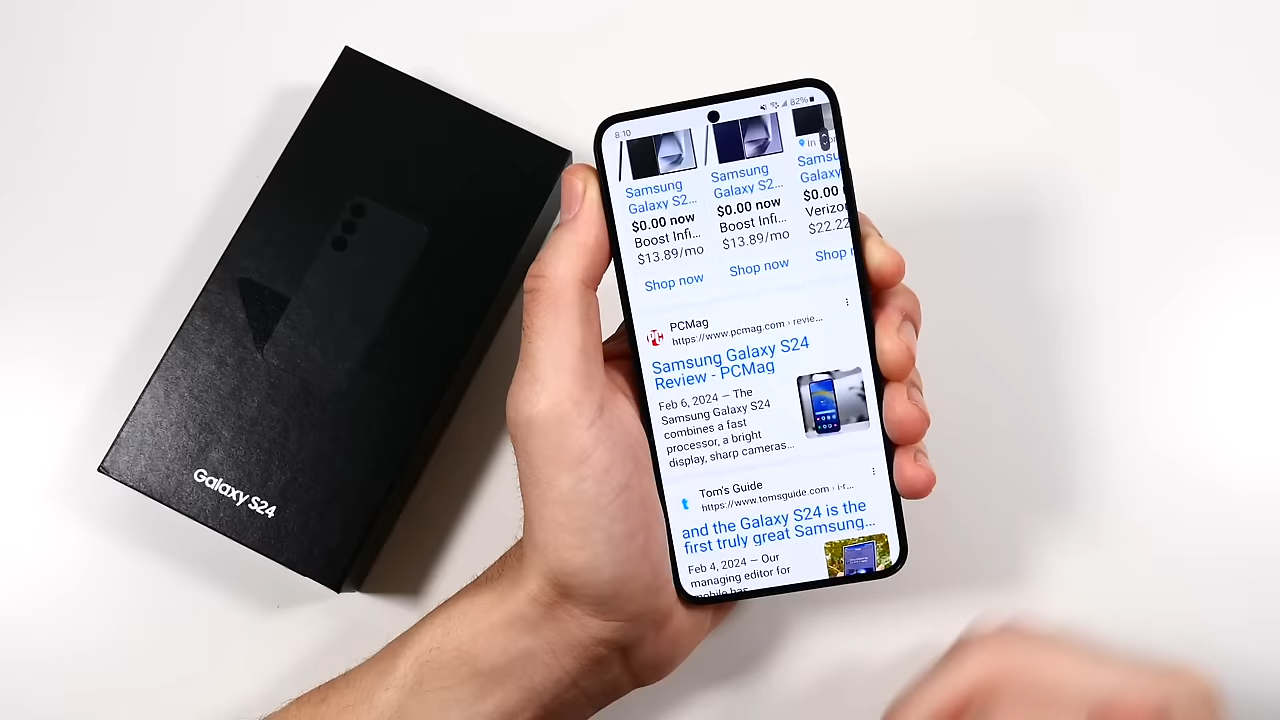 Galaxy S24
8:10
82%
Samsung
Galaxy S2...
$0.00 now
Boost Infi...
$13.89/mo
Shop now
Samsung
Galaxy S2...
$0.00 now
Boost Infi...
$13.89/mo
Shop now
In
Samsu
Galaxy
$0.00
Verizo
$22.22
Shop
PCMag
https://www.pcmag.com › revie...
Samsung Galaxy S24
Review - PCMag
Feb 6, 2024 — The
Samsung Galaxy S24
combines a fast
processor, a bright
display, sharp cameras...
Tom's Guide
https://www.tomsguide.com
and the Galaxy S24 is the
first truly great Samsung...
Feb 4, 2024 — Our
managing editor for
mobile has